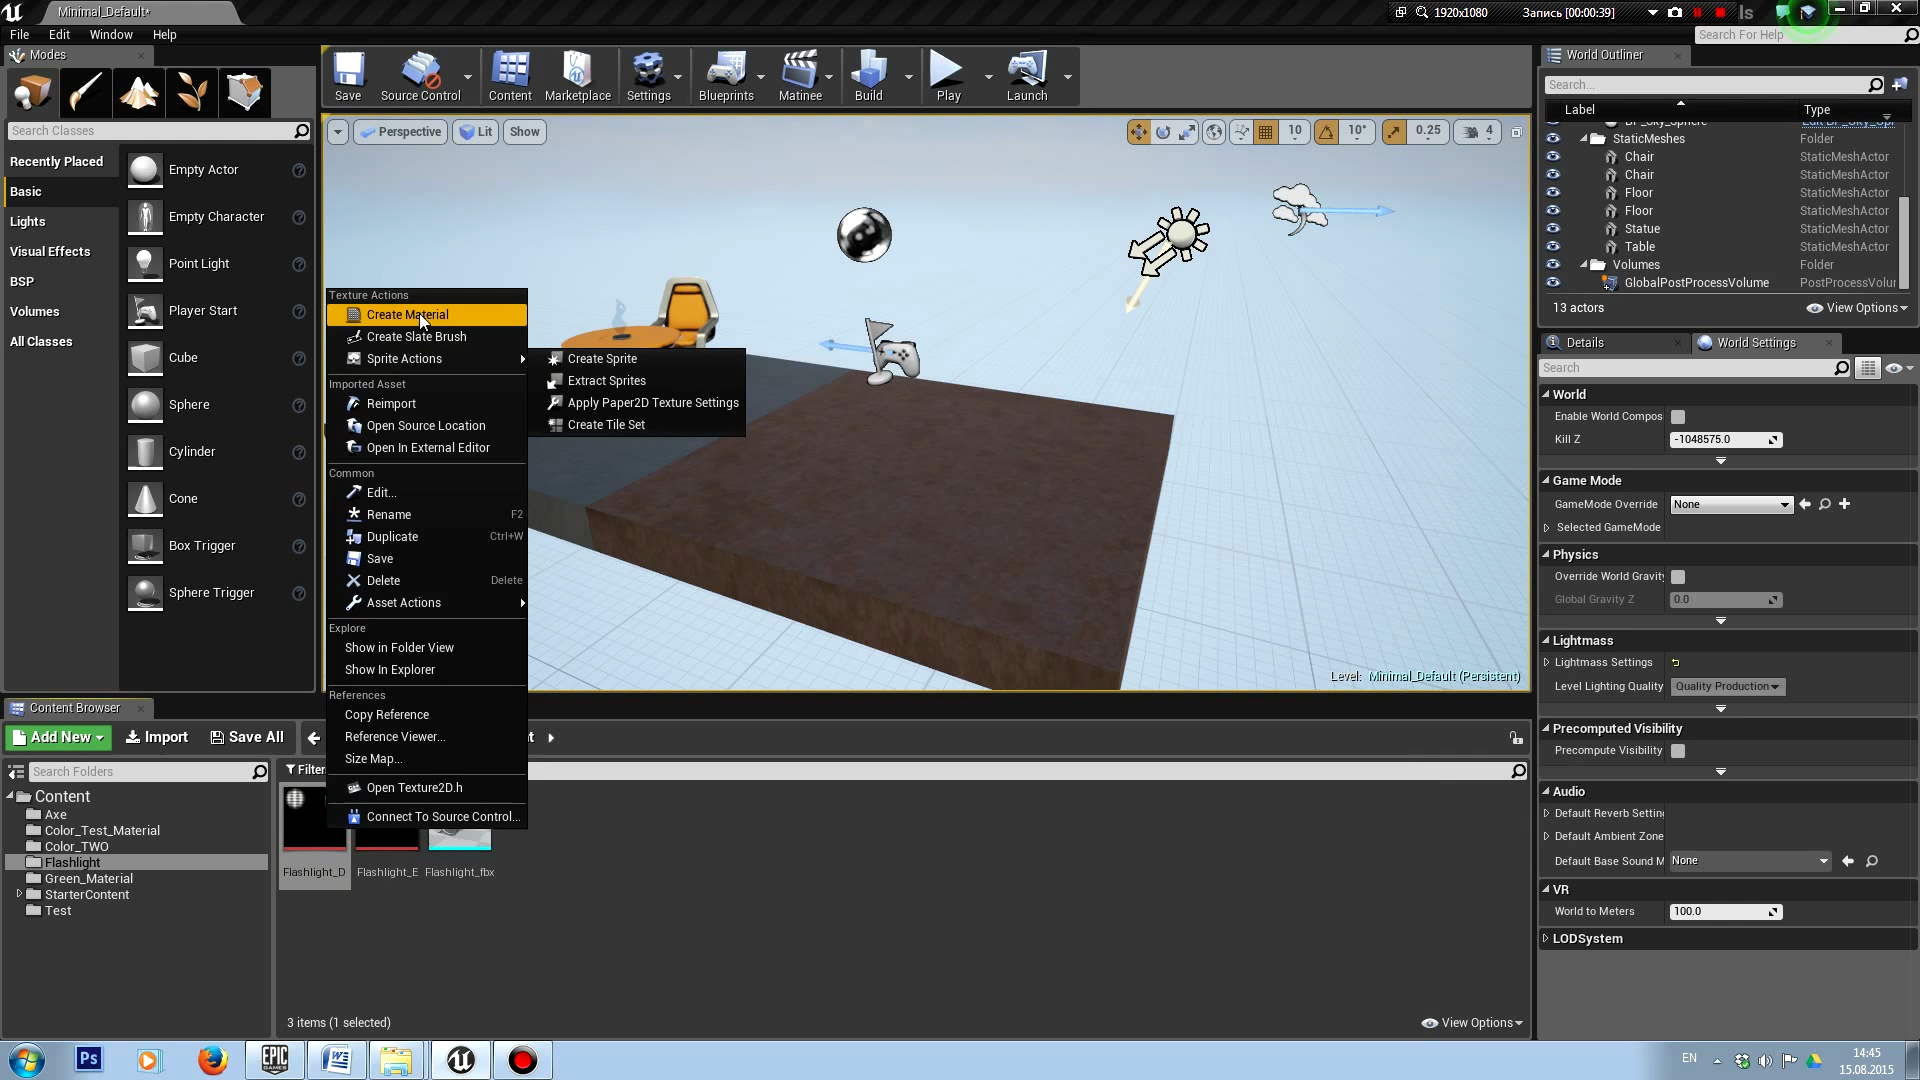 Minimal_Default*
1920x1080
Запись [00:00:39]
File Edit Window Help
Search For Help
Modes
Save
Source Control
Content
Marketplace
Settings
Blueprints
Matinee
Build
Play
Launch
Search Classes
Recently Placed
Basic
Lights
Visual Effects
BSP
Volumes
All Classes
Empty Actor
Empty Character
Point Light
Player Start
Cube
Sphere
Cylinder
Cone
Box Trigger
Sphere Trigger
Perspective
Lit
Show
10
10°
0.25
4
Texture Actions
Create Material
Create Slate Brush
Sprite Actions
Imported Asset
Reimport
Open Source Location
Open In External Editor
Common
Edit...
Rename F2
Duplicate Ctrl+W
Save
Delete Delete
Asset Actions
Explore
Show in Folder View
Show In Explorer
References
Copy Reference
Reference Viewer...
Size Map...
Open Texture2D.h
Connect To Source Control...
Create Sprite
Extract Sprites
Apply Paper2D Texture Settings
Create Tile Set
Level: Minimal_Default (Persistent)
World Outliner
Search...
Label Type
StaticMeshes Folder
Chair StaticMeshActor
Chair StaticMeshActor
Floor StaticMeshActor
Floor StaticMeshActor
Statue StaticMeshActor
Table StaticMeshActor
Volumes Folder
GlobalPostProcessVolume PostProcessVolur
13 actors
View Options
Details
World Settings
Search
World
Enable World Compos
Kill Z -1048575.0
Game Mode
GameMode Override None
Selected GameMode
Physics
Override World Gravity
Global Gravity Z 0.0
Lightmass
Lightmass Settings
Level Lighting Quality Quality Production
Precomputed Visibility
Precompute Visibility
Audio
Default Reverb Setting
Default Ambient Zone
Default Base Sound M None
VR
World to Meters 100.0
LODSystem
Content Browser
Add New
Import
Save All
Search Folders
Filter
Content
Axe
Color_Test_Material
Color_TWO
Flashlight
Green_Material
StarterContent
Test
Flashlight_D
Flashlight_E
Flashlight_fbx
3 items (1 selected)
View Options
Ps
EPIC GAMES
EN
14:45
15.08.2015